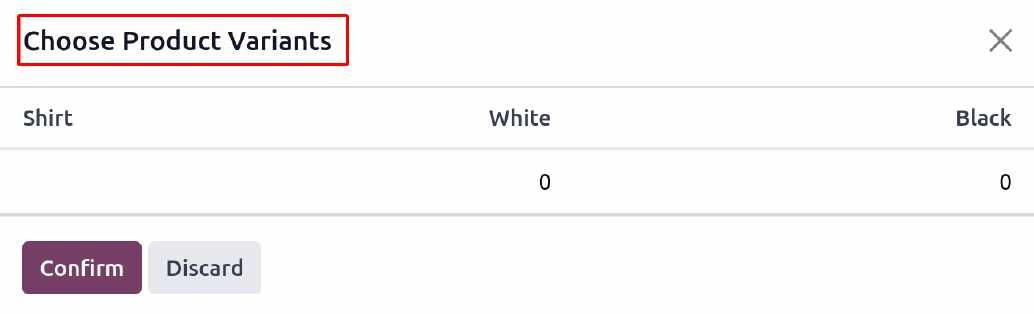 Choose Product Variants
Shirt White Black
0 0
Confirm Discard